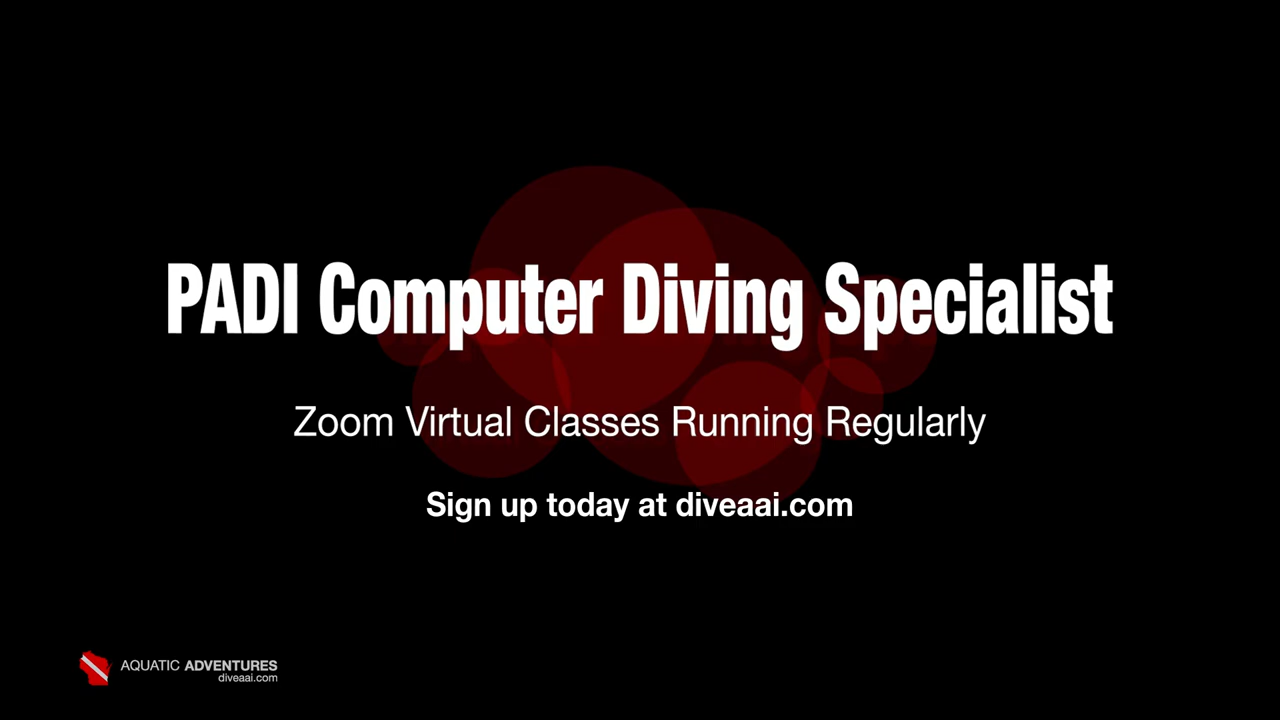 PADI Computer Diving Specialist
Zoom Virtual Classes Running Regularly
Sign up today at diveaai.com
AQUATIC ADVENTURES
diveaai.com